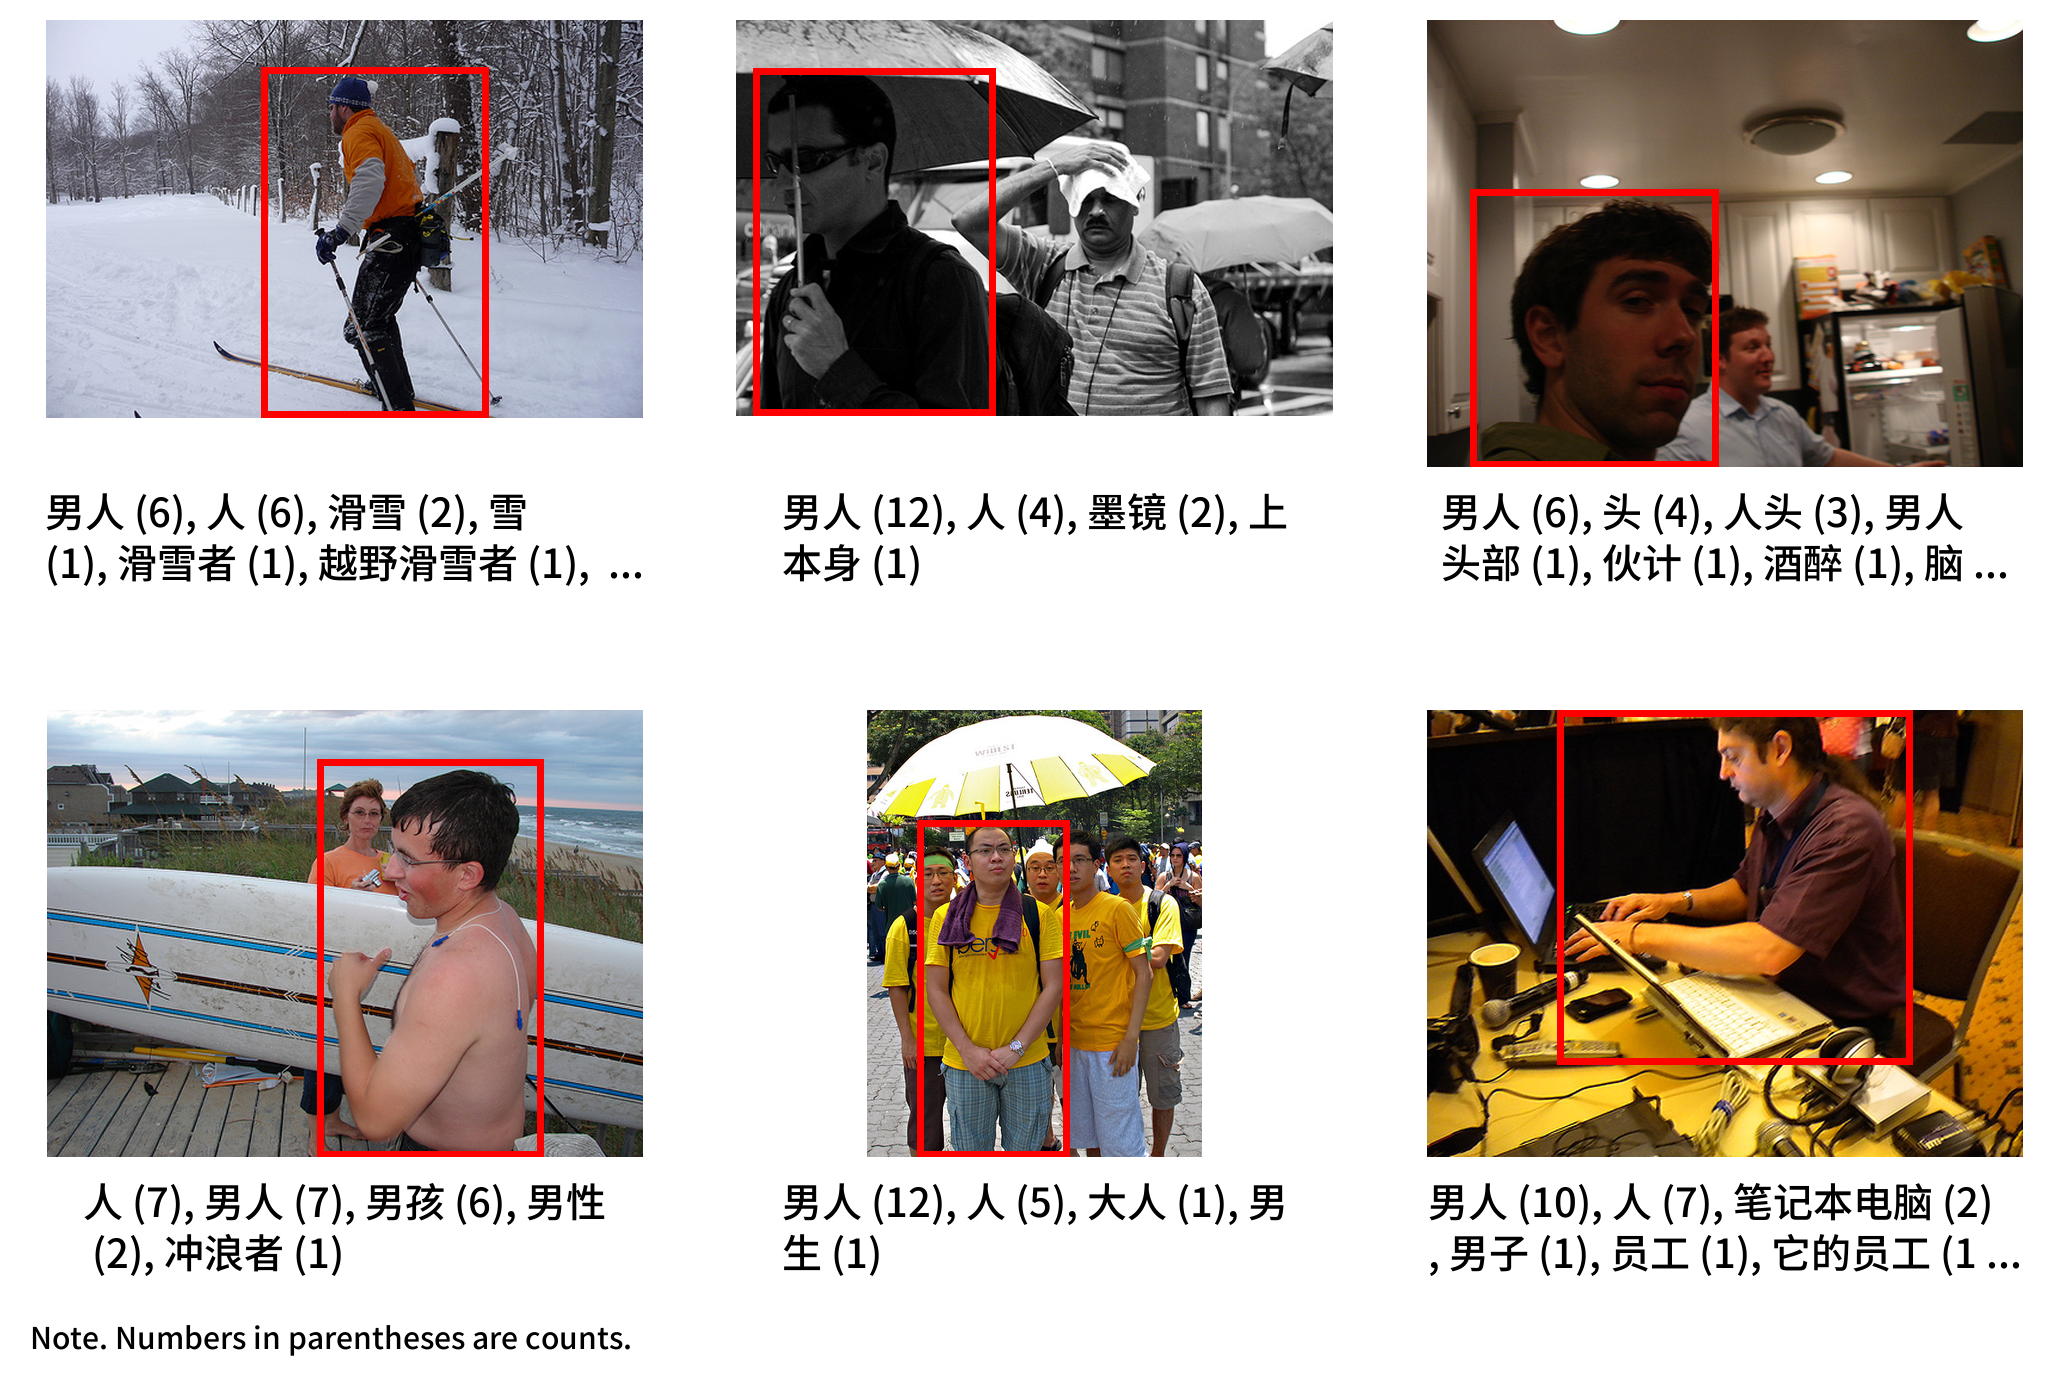 男人 (6), 人 (6), 滑雪 (2), 雪
(1), 滑雪者 (1), 越野滑雪者 (1), ...
男人 (12), 人 (4), 墨镜 (2), 上
本身 (1)
男人 (6), 头 (4), 人头 (3), 男人
头部 (1), 伙计 (1), 酒醉 (1), 脑 ...
人 (7), 男人 (7), 男孩 (6), 男性
(2), 冲浪者 (1)
男人 (12), 人 (5), 大人 (1), 男
生 (1)
男人 (10), 人 (7), 笔记本电脑 (2)
, 男子 (1), 员工 (1), 它的员工 (1 ...
Note. Numbers in parentheses are counts.